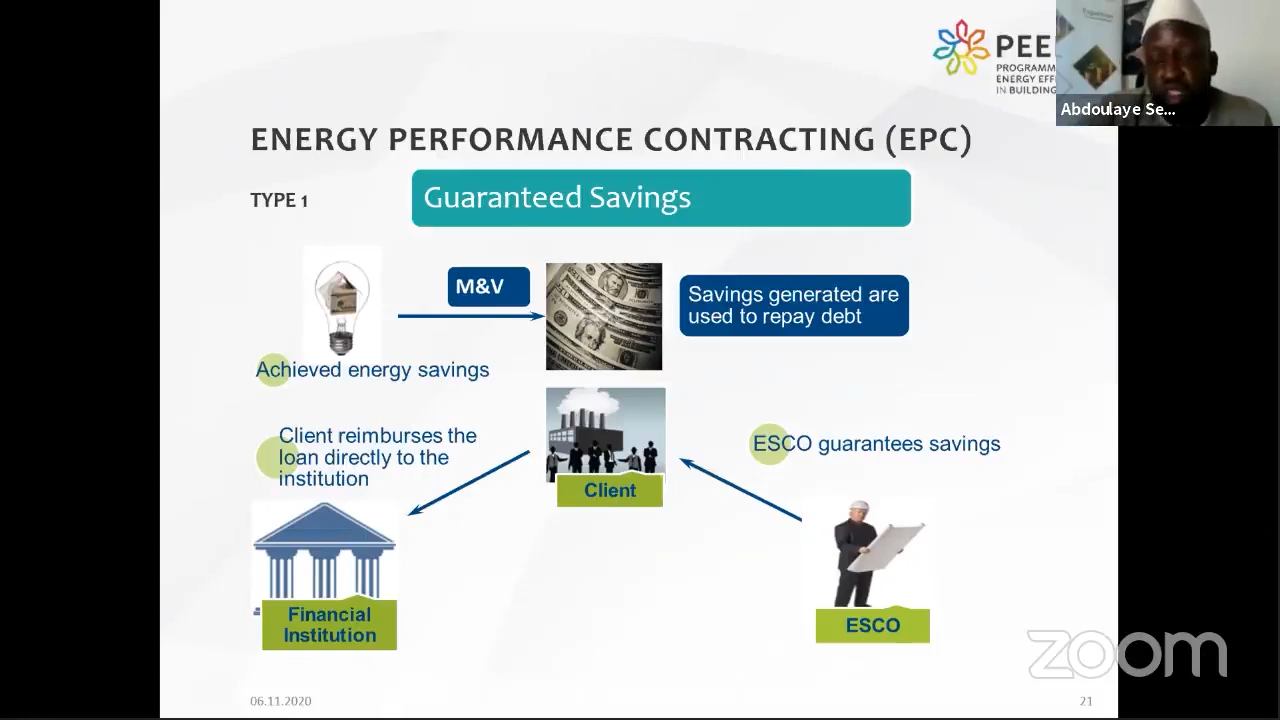 PEE
PROGRAMM
ENERGY EFF
IN BUILDING
Abdoulaye Se...
ENERGY PERFORMANCE CONTRACTING (EPC)
TYPE 1
Guaranteed Savings
M&V
Savings generated are
used to repay debt
Achieved energy savings
Client reimburses the
loan directly to the
institution
ESCO guarantees savings
Client
Financial
Institution
ESCO
zoom
06.11.2020
21